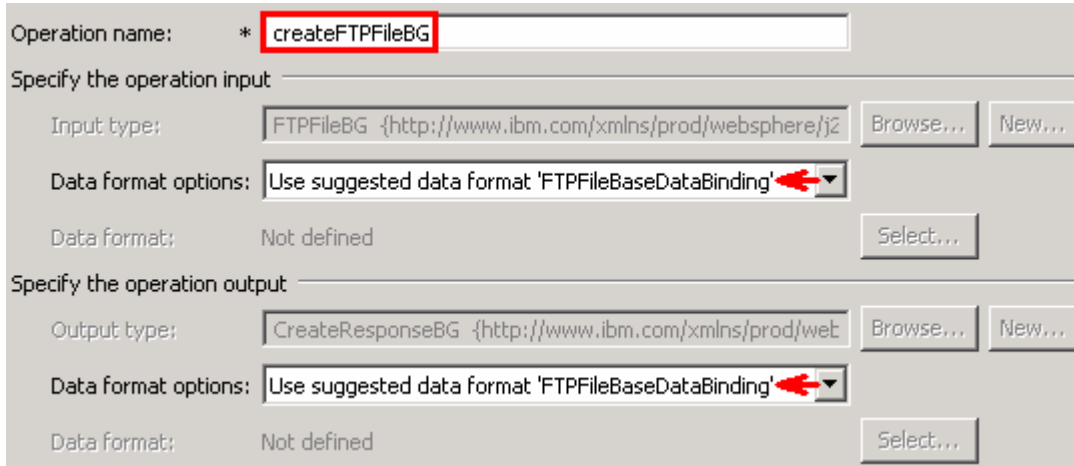 Operation name: * createFTPFileBG
Specify the operation input
Input type: FTPFileBG {http://www.ibm.com/xmlns/prod/websphere/j2 Browse... New...
Data format options: Use suggested data format 'FTPFileBaseDataBinding'
Data format: Not defined Select...
Specify the operation output
Output type: CreateResponseBG {http://www.ibm.com/xmlns/prod/web Browse... New...
Data format options: Use suggested data format 'FTPFileBaseDataBinding'
Data format: Not defined Select...